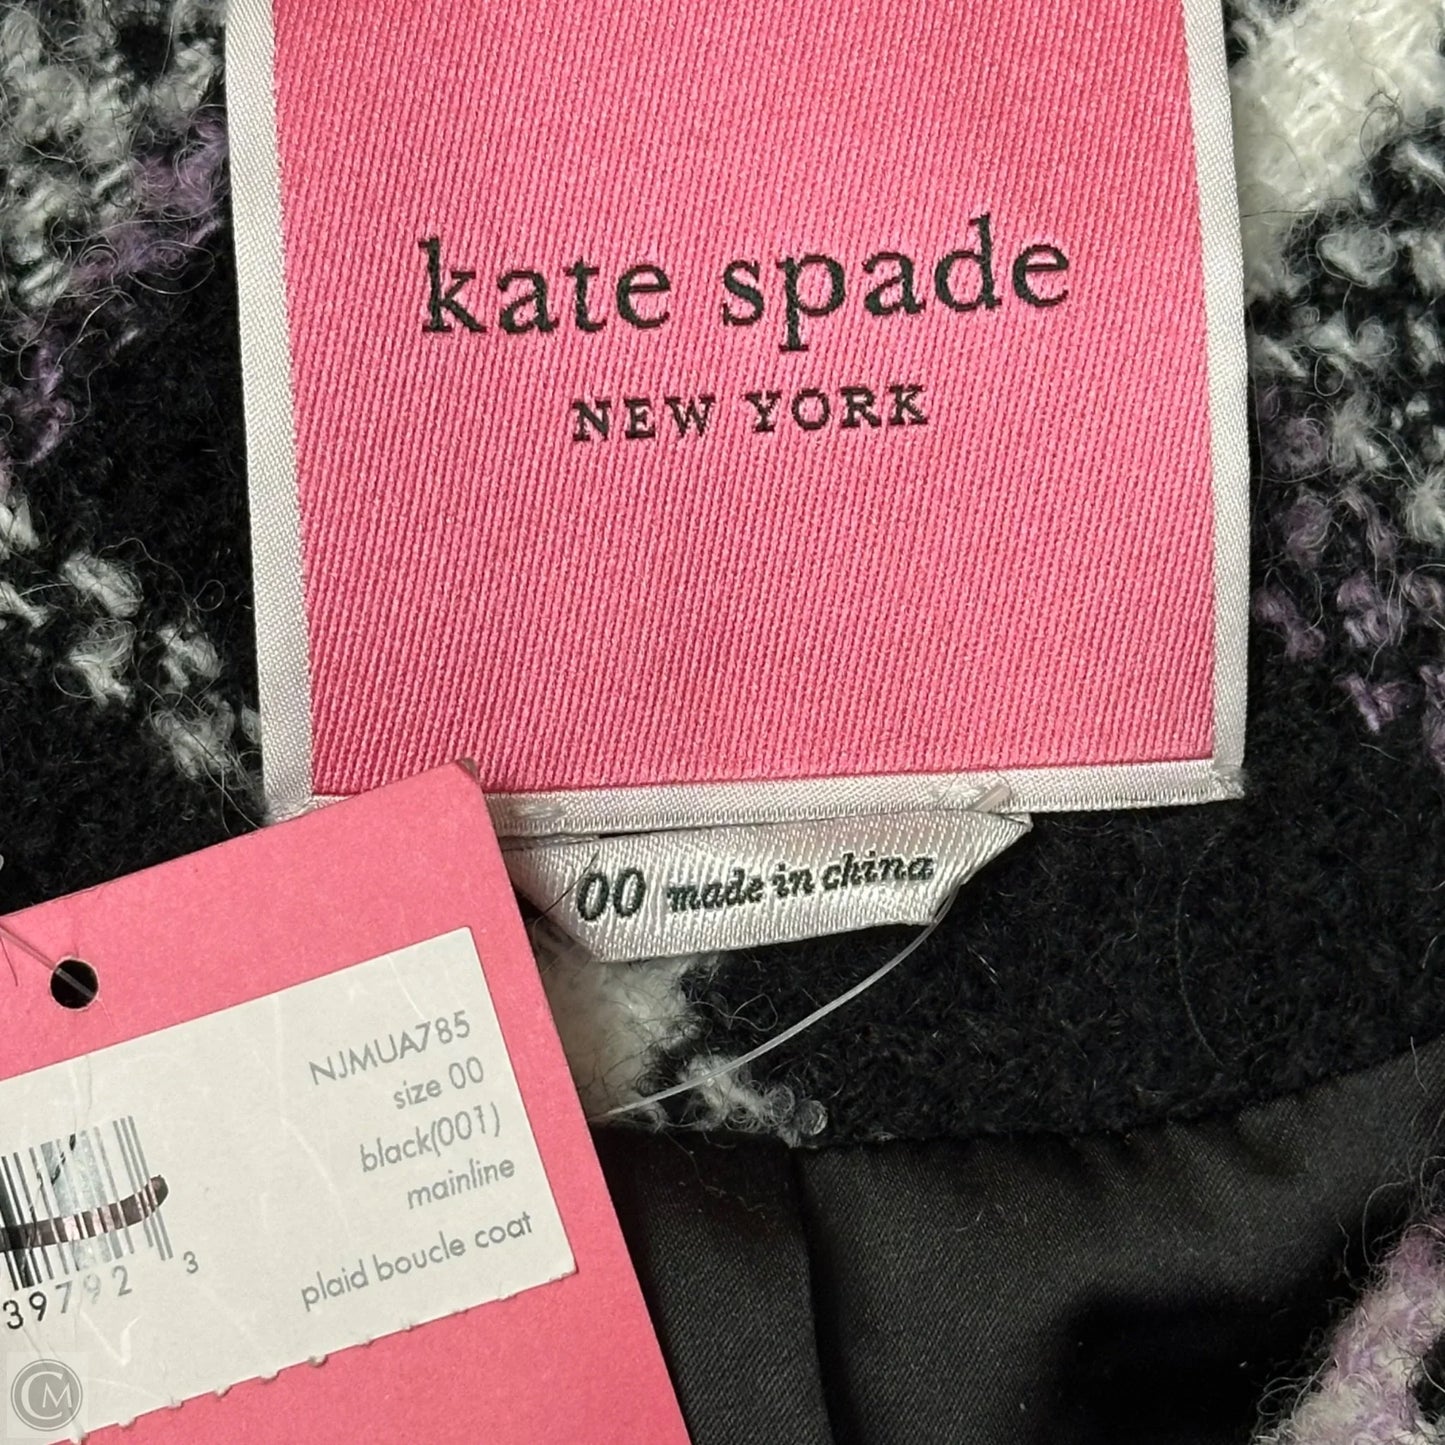 kate spade
NEW YORK
00 made in china
NJMUA785
size 00
black(001)
mainline
plaid boucle coat
39792 3
CM